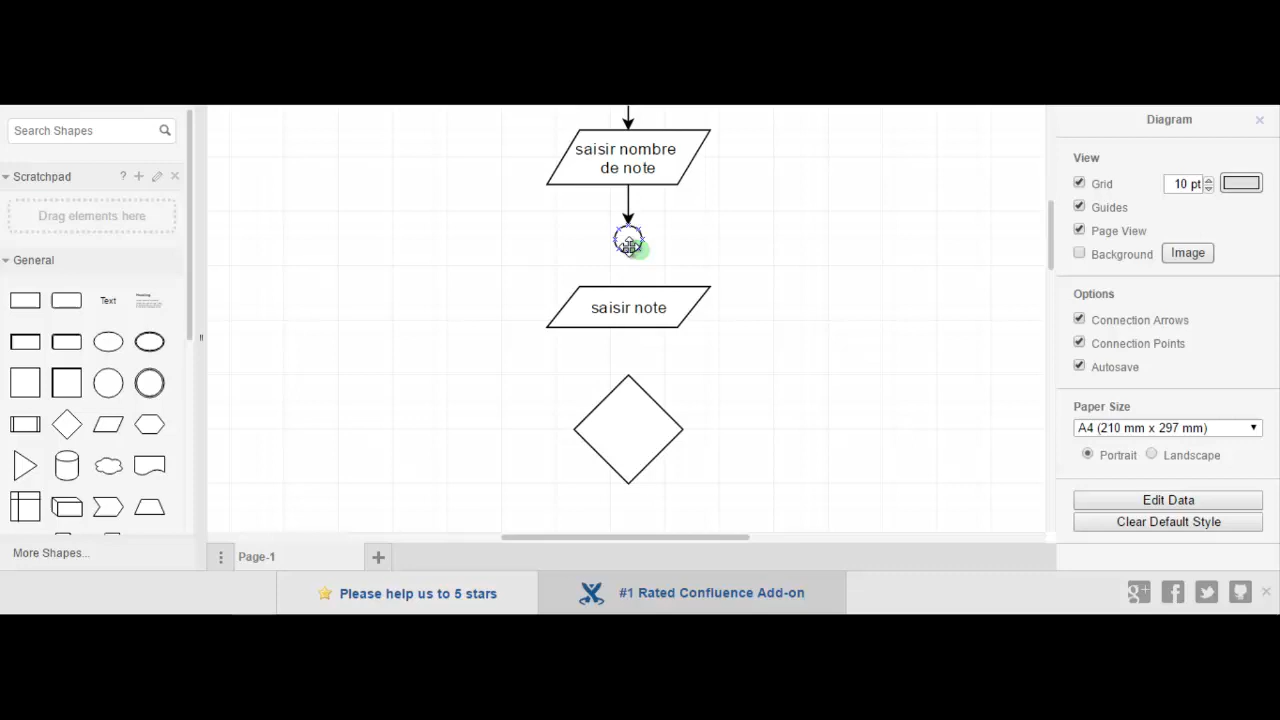 Search Shapes
Scratchpad
?
Drag elements here
General
Text
More Shapes...
saisir nombre
de note
saisir note
Page-1
Please help us to 5 stars
#1 Rated Confluence Add-on
Diagram
View
Grid
10 pt
Guides
Page View
Background
Image
Options
Connection Arrows
Connection Points
Autosave
Paper Size
A4 (210 mm x 297 mm)
Portrait
Landscape
Edit Data
Clear Default Style